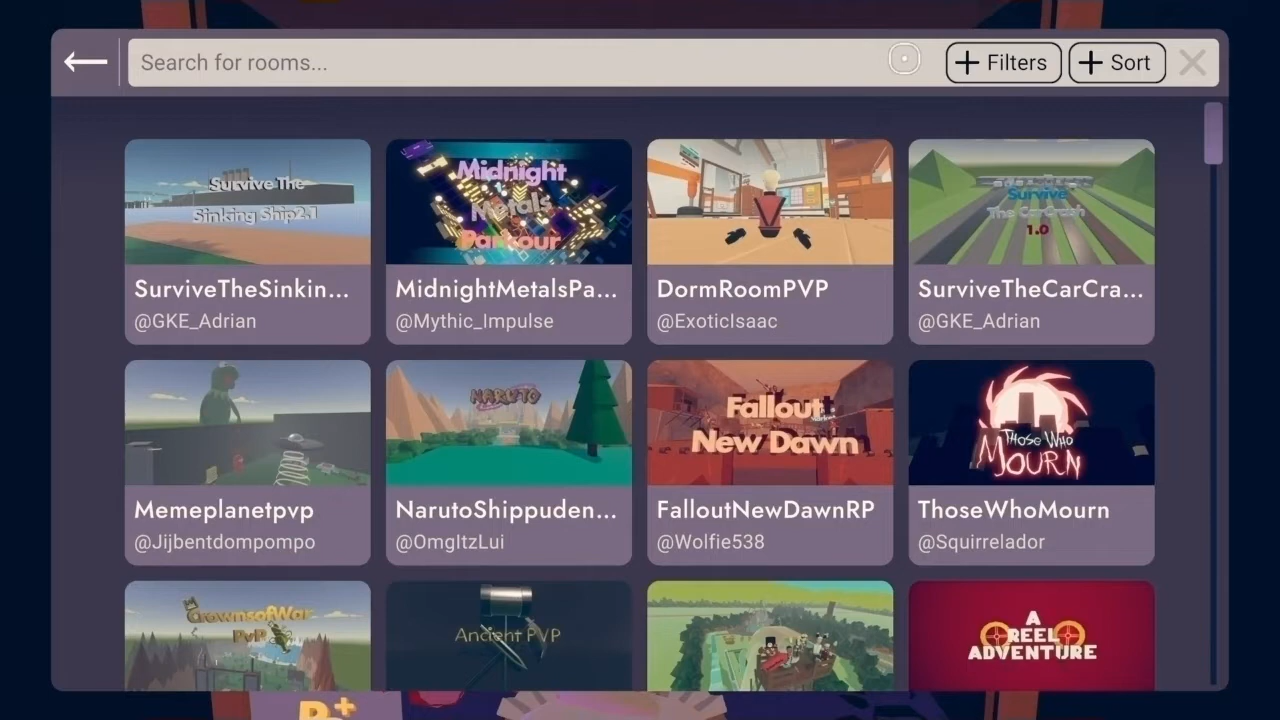 Search for rooms...
Filters
Sort
Survive The
Sinking Ship2.1
SurviveTheSinkin...
@GKE_Adrian
Midnight
Metals
Parkour
MidnightMetalsPa...
@Mythic_Impulse
DormRoomPVP
@ExoticIsaac
Survive
The CarCrash
1.0
SurviveTheCarCra...
@GKE_Adrian
Memeplanetpvp
@Jijbentdompompo
NARUTO
NarutoShippuden...
@OmgItzLui
Fallout
New Dawn
FalloutNewDawnRP
@Wolfie538
THOSE WHO
MOURN
ThoseWhoMourn
@Squirrelador
CrownsofWar
PvP
Ancient PVP
A
REEL
ADVENTURE
R+